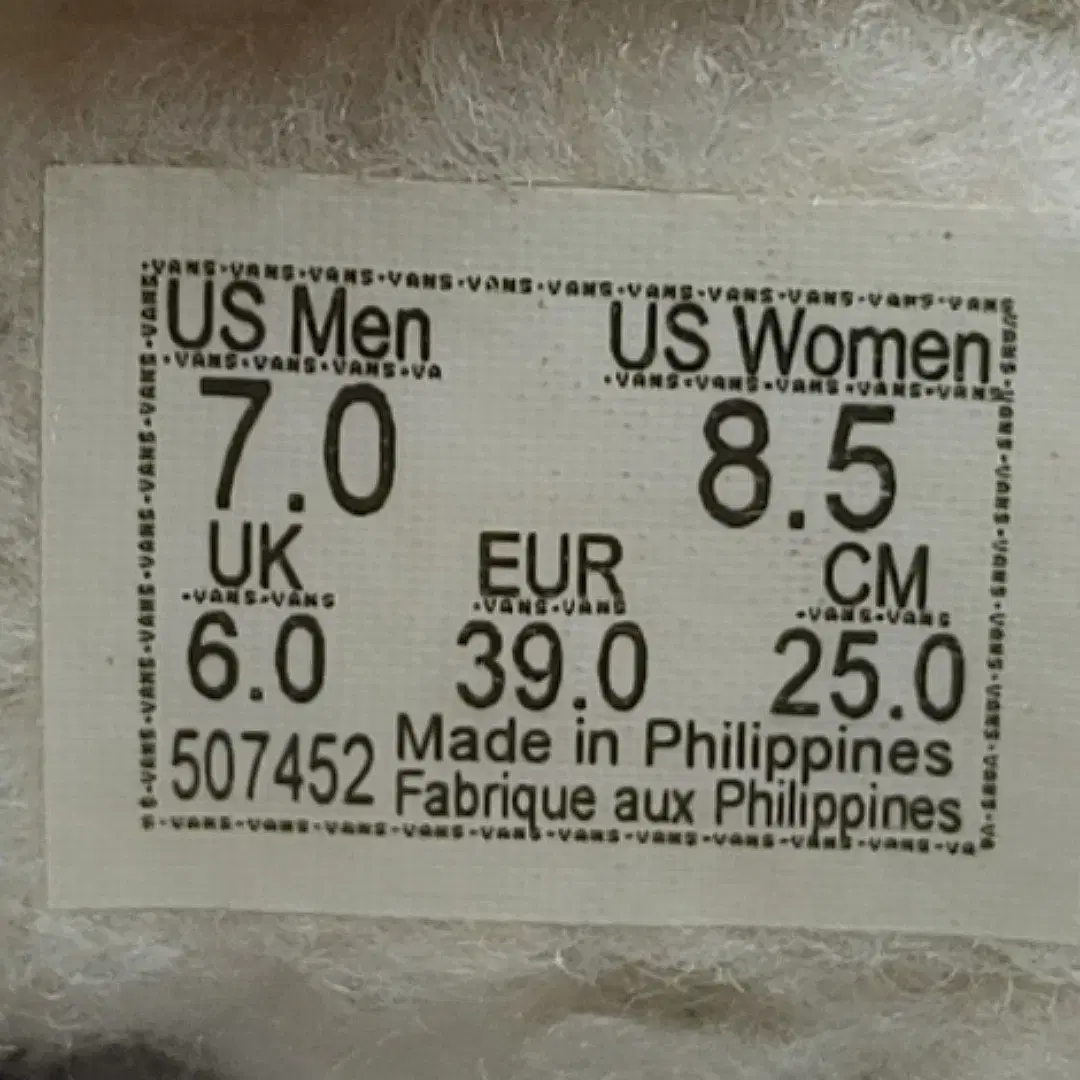 ·VANS·VANS·VANS·VANS·VANS·VANS·VANS·VANS·VANS·VANS·VANS
US Men US Women
·VANS·VANS·VANS·VA ·VANS·VANS·VANS·VANS·VANS
7.0 8.5
UK EUR CM
·VANS·VANS ·VANS·VANS ·VANS·VANS
6.0 39.0 25.0
507452 Made in Philippines
Fabrique aux Philippines
S·VANS·VANS·VANS·VANS·VANS·VANS·VANS·VANS·VANS·VANS·VA